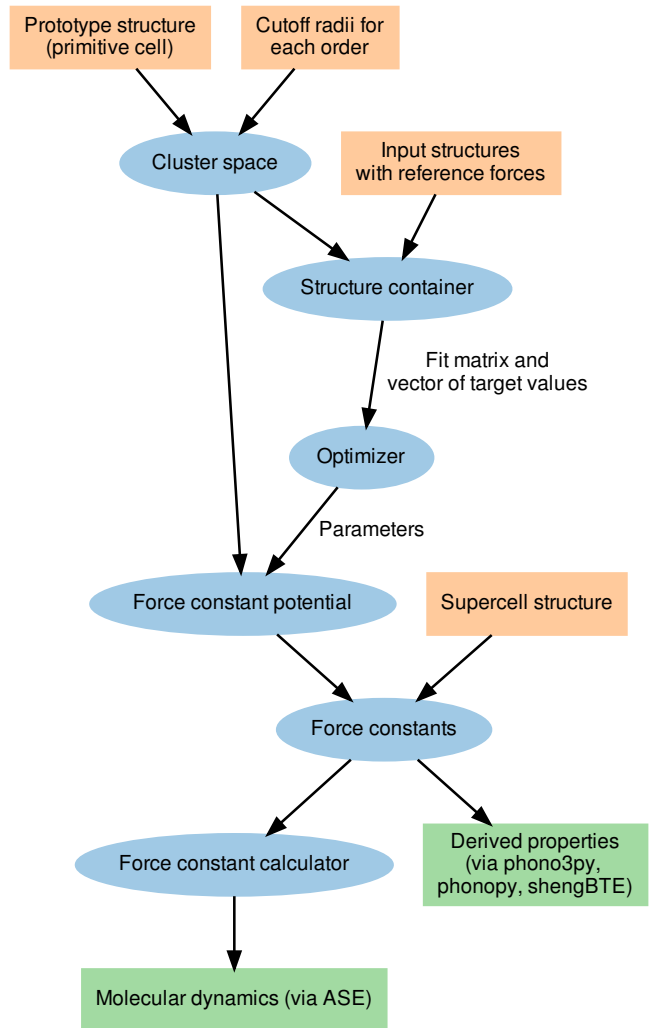 Prototype structure
(primitive cell)
Cutoff radii for
each order
Cluster space
Input structures
with reference forces
Structure container
Fit matrix and
vector of target values
Optimizer
Parameters
Force constant potential
Supercell structure
Force constants
Force constant calculator
Derived properties
(via phono3py,
phonopy, shengBTE)
Molecular dynamics (via ASE)